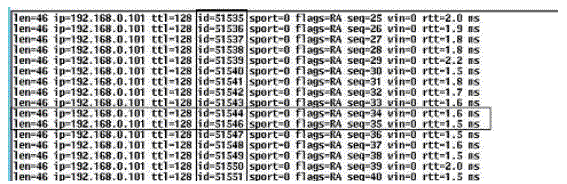 len=46 ip=192.168.0.101 ttl=128 id=51535 sport=0 flags=RA seq=25 win=0 rtt=2.0 ms
len=46 ip=192.168.0.101 ttl=128 id=51536 sport=0 flags=RA seq=26 win=0 rtt=1.9 ms
len=46 ip=192.168.0.101 ttl=128 id=51537 sport=0 flags=RA seq=27 win=0 rtt=1.8 ms
len=46 ip=192.168.0.101 ttl=128 id=51538 sport=0 flags=RA seq=28 win=0 rtt=1.8 ms
len=46 ip=192.168.0.101 ttl=128 id=51539 sport=0 flags=RA seq=29 win=0 rtt=2.2 ms
len=46 ip=192.168.0.101 ttl=128 id=51540 sport=0 flags=RA seq=30 win=0 rtt=1.5 ms
len=46 ip=192.168.0.101 ttl=128 id=51541 sport=0 flags=RA seq=31 win=0 rtt=1.8 ms
len=46 ip=192.168.0.101 ttl=128 id=51542 sport=0 flags=RA seq=32 win=0 rtt=1.7 ms
len=46 ip=192.168.0.101 ttl=128 id=51543 sport=0 flags=RA seq=33 win=0 rtt=1.6 ms
len=46 ip=192.168.0.101 ttl=128 id=51544 sport=0 flags=RA seq=34 win=0 rtt=1.6 ms
len=46 ip=192.168.0.101 ttl=128 id=51546 sport=0 flags=RA seq=35 win=0 rtt=1.5 ms
len=46 ip=192.168.0.101 ttl=128 id=51547 sport=0 flags=RA seq=36 win=0 rtt=1.5 ms
len=46 ip=192.168.0.101 ttl=128 id=51548 sport=0 flags=RA seq=37 win=0 rtt=1.6 ms
len=46 ip=192.168.0.101 ttl=128 id=51549 sport=0 flags=RA seq=38 win=0 rtt=1.5 ms
len=46 ip=192.168.0.101 ttl=128 id=51550 sport=0 flags=RA seq=39 win=0 rtt=2.0 ms
len=46 ip=192.168.0.101 ttl=128 id=51551 sport=0 flags=RA seq=40 win=0 rtt=1.5 ms